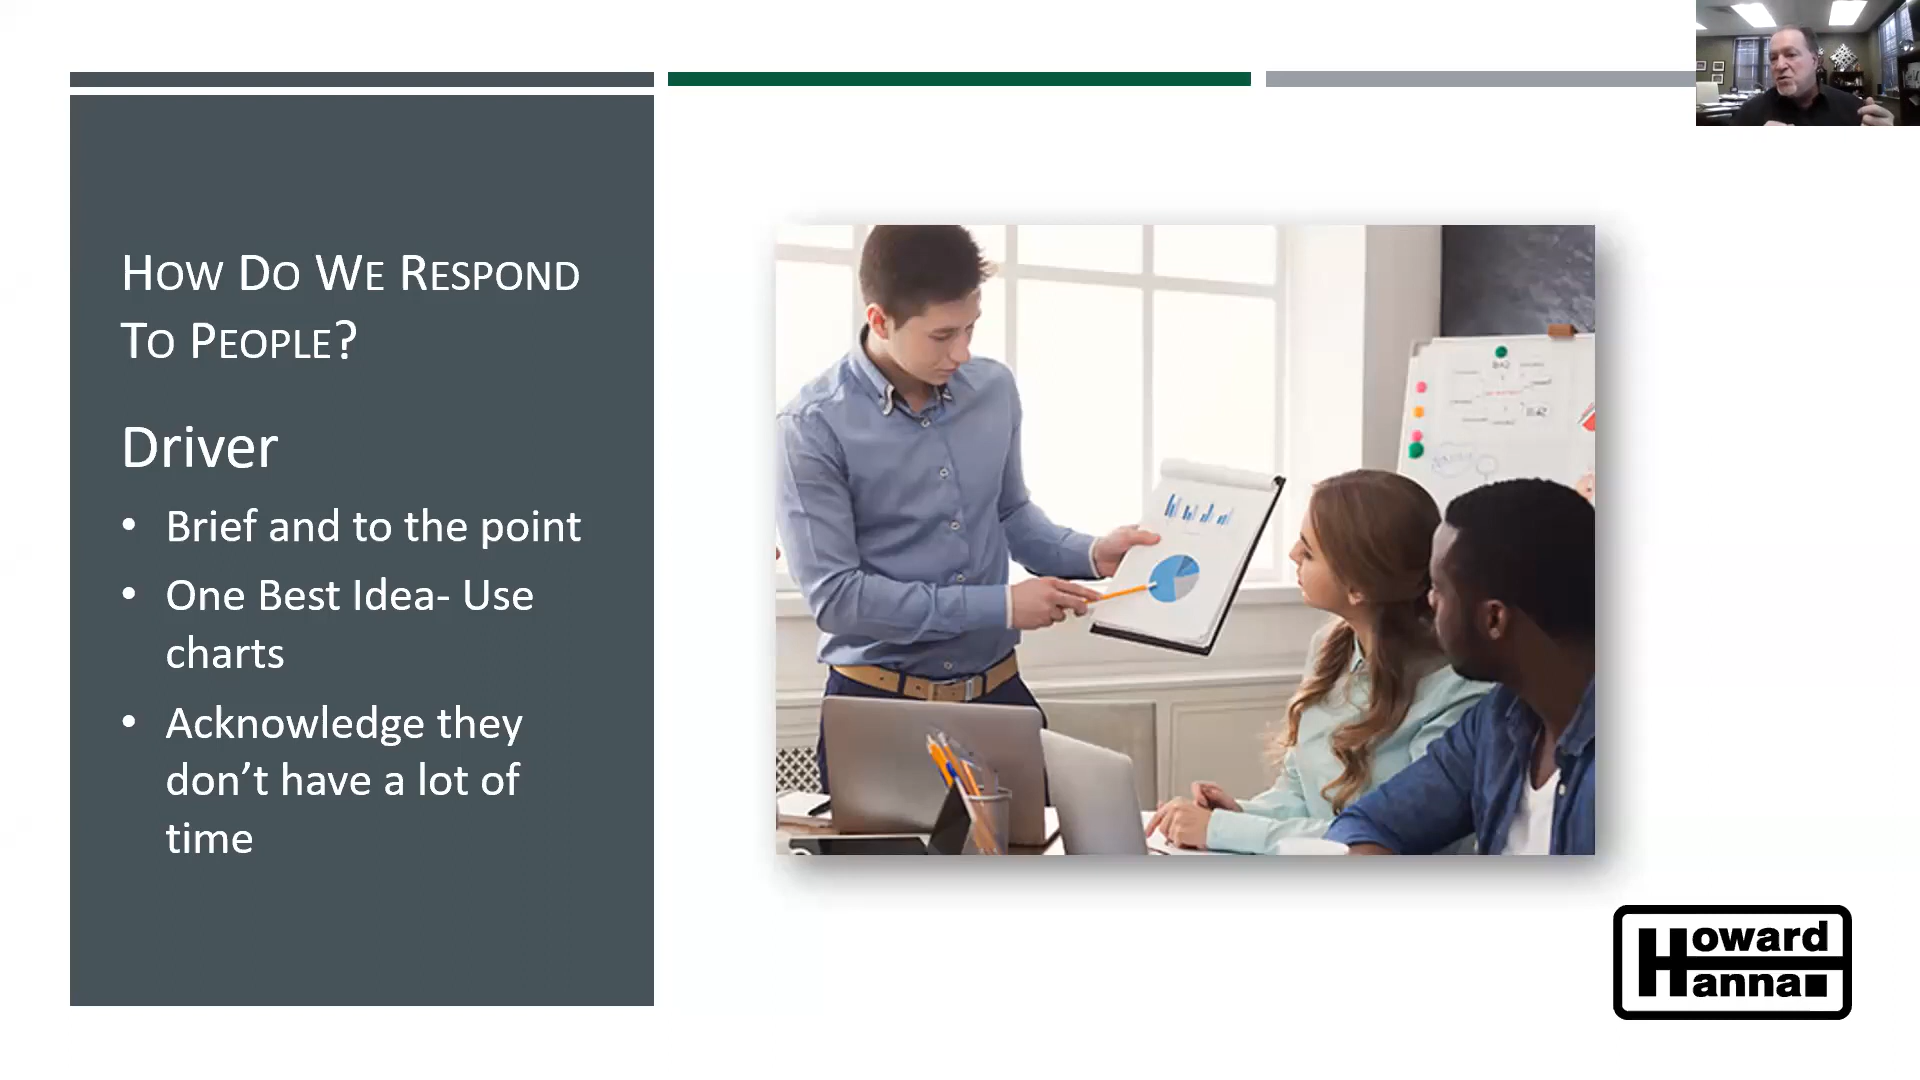 How Do We Respond
To People?
Driver
• Brief and to the point
• One Best Idea- Use
charts
• Acknowledge they
don’t have a lot of
time
Howard
Hanna